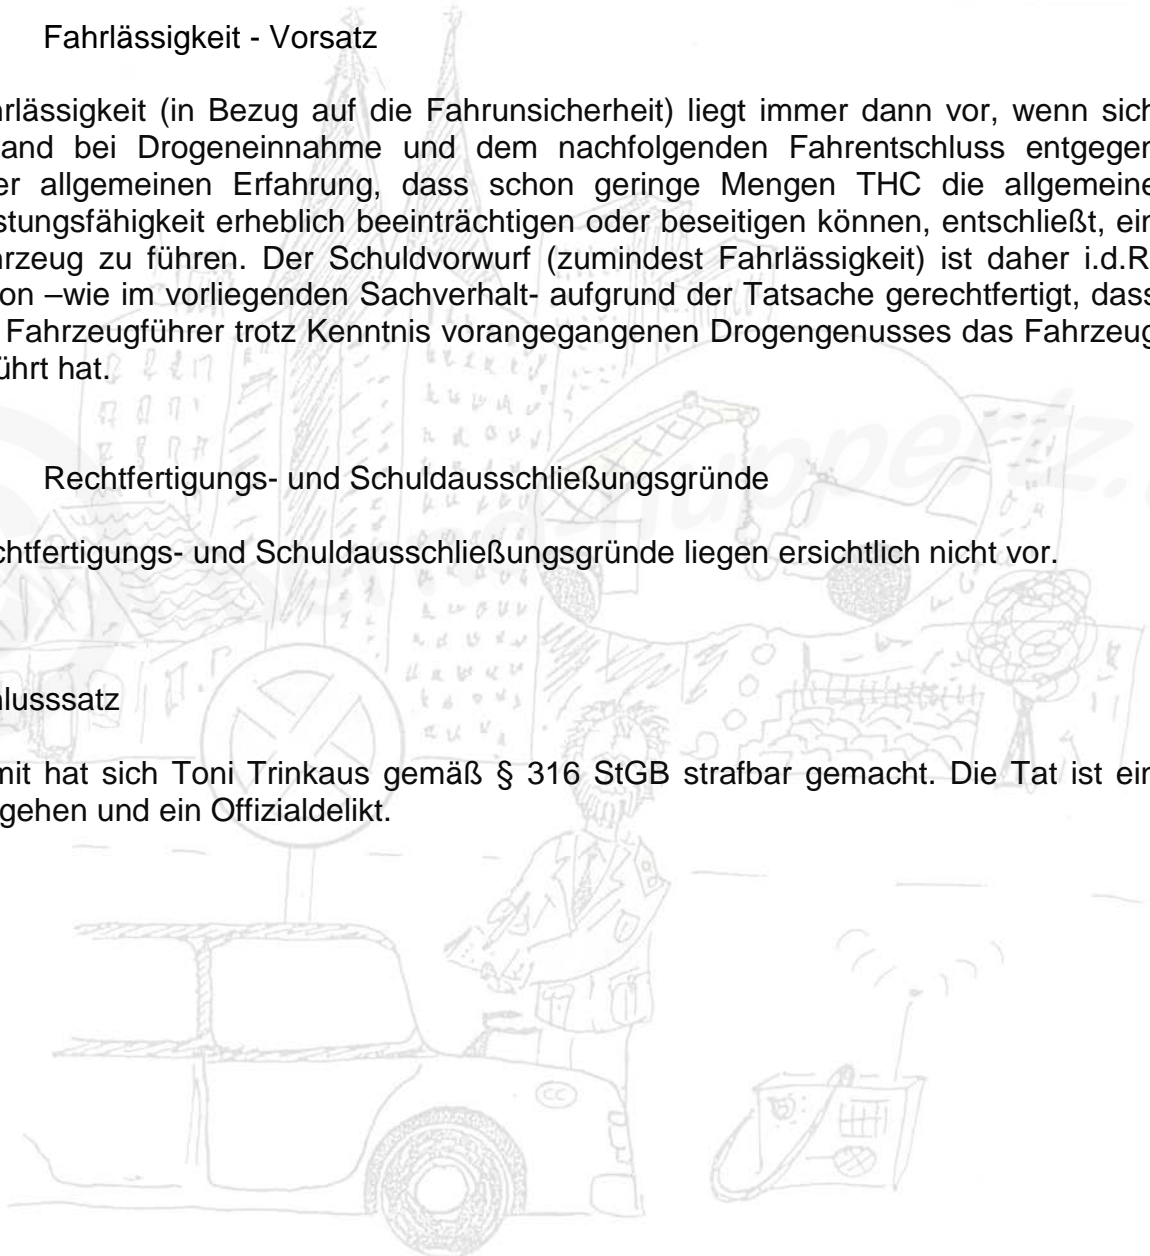 Fahrlässigkeit - Vorsatz
rlässigkeit (in Bezug auf die Fahrunsicherheit) liegt immer dann vor, wenn sich
and bei Drogeneinnahme und dem nachfolgenden Fahrentschluss entgegen
er allgemeinen Erfahrung, dass schon geringe Mengen THC die allgemeine
stungsfähigkeit erheblich beeinträchtigen oder beseitigen können, entschließt, ein
hrzeug zu führen. Der Schuldvorwurf (zumindest Fahrlässigkeit) ist daher i.d.R.
on –wie im vorliegenden Sachverhalt- aufgrund der Tatsache gerechtfertigt, dass
Fahrzeugführer trotz Kenntnis vorangegangenen Drogengenusses das Fahrzeug
ührt hat.
Rechtfertigungs- und Schuldausschließungsgründe
chtfertigungs- und Schuldausschließungsgründe liegen ersichtlich nicht vor.
lusssatz
mit hat sich Toni Trinkaus gemäß § 316 StGB strafbar gemacht. Die Tat ist ein
gehen und ein Offizialdelikt.
CC